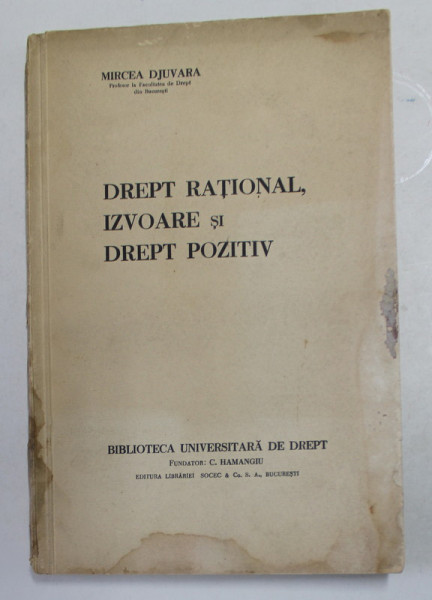 MIRCEA DJUVARA
Profesor la Facultatea de Drept
din București
DREPT RAȚIONAL,
IZVOARE ȘI
DREPT POZITIV
BIBLIOTECA UNIVERSITARĂ DE DREPT
FUNDATOR: C. HAMANGIU
EDITURA LIBRĂRIEI SOCEC & Co. S. A., BUCUREȘTI